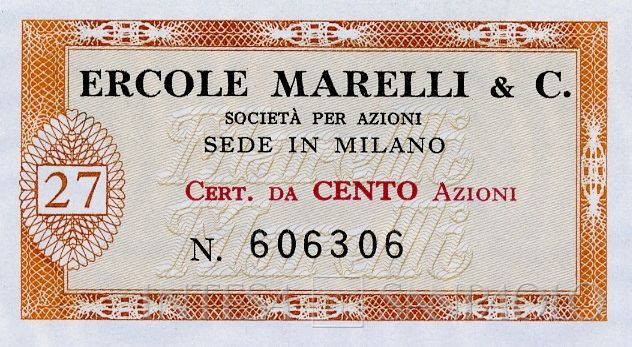 ERCOLE MARELLI & C.
SOCIETÀ PER AZIONI
SEDE IN MILANO
27
CERT. DA CENTO AZIONI
N. 606306